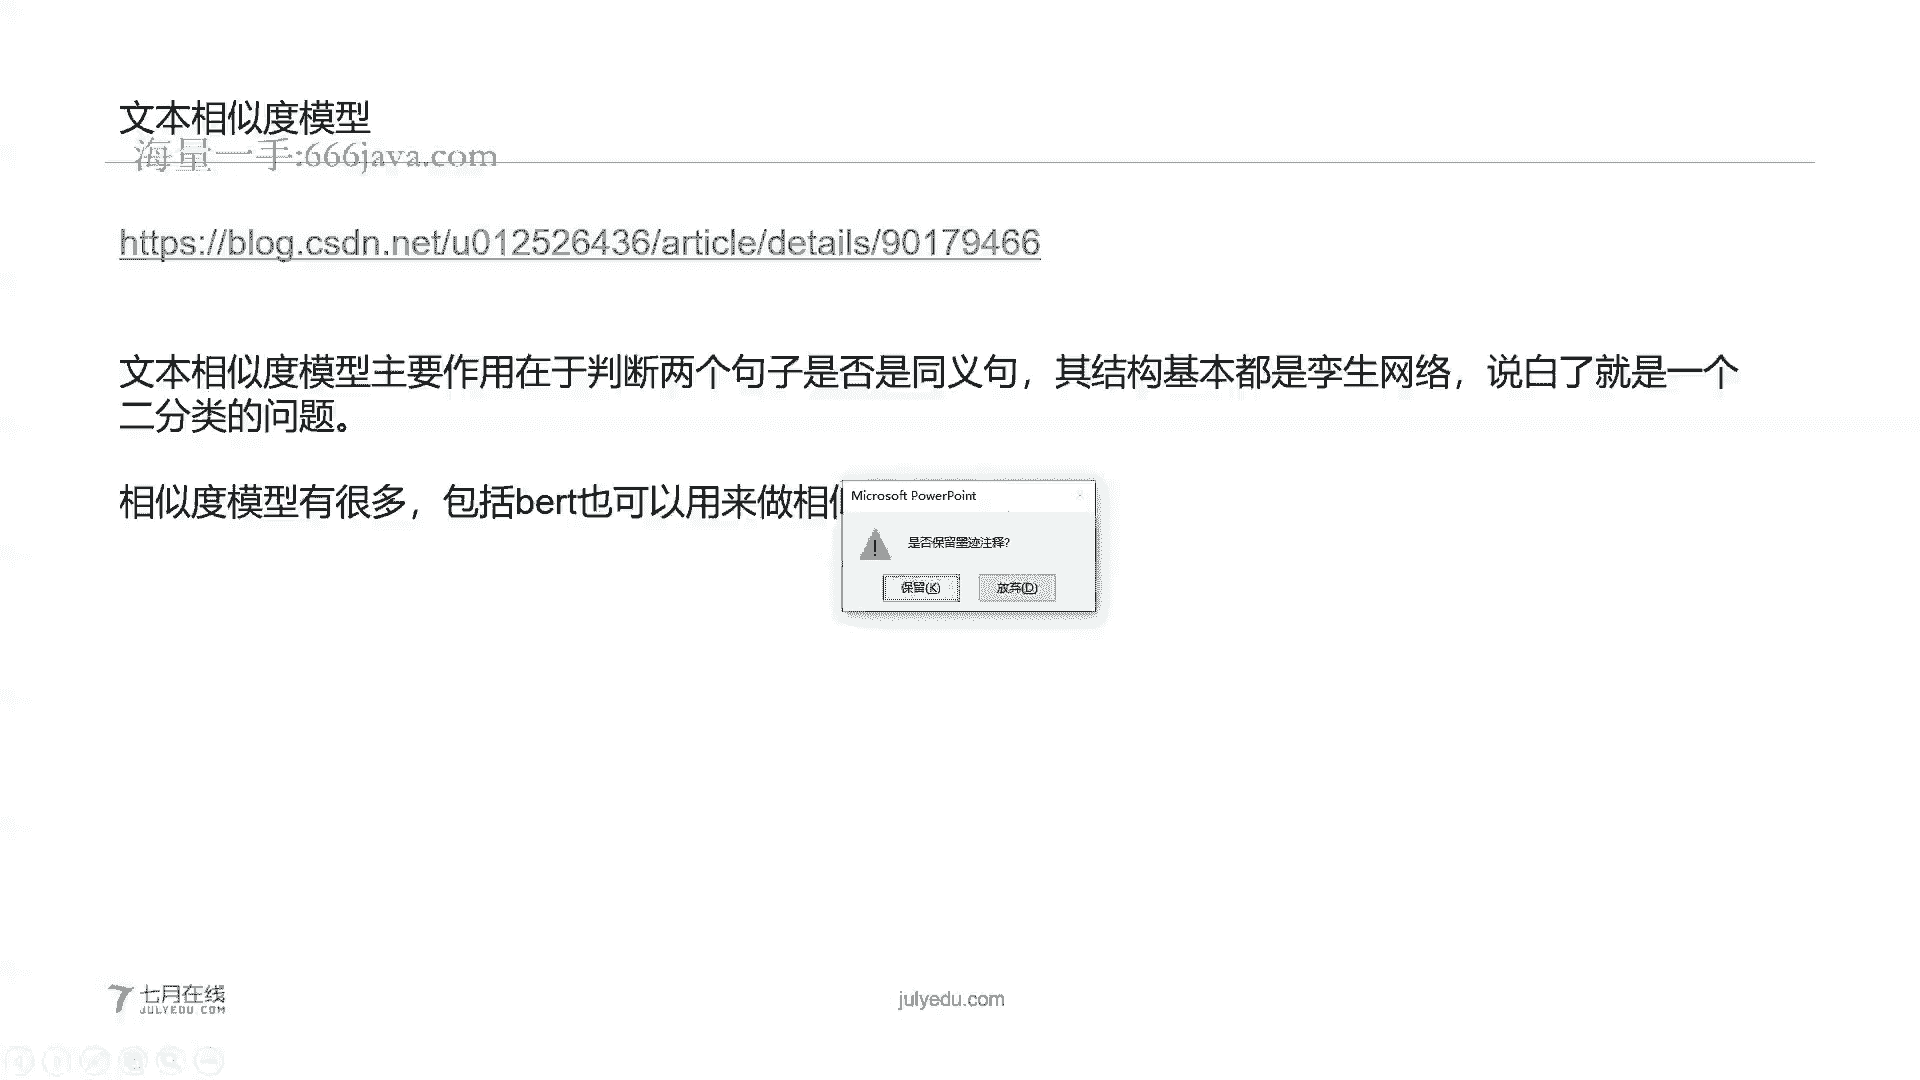 文本相似度模型
海量一手:666java.com
https://blog.csdn.net/u012526436/article/details/90179466
文本相似度模型主要作用在于判断两个句子是否是同义句，其结构基本都是孪生网络，说白了就是一个
二分类的问题。
相似度模型有很多，包括bert也可以用来做相
Microsoft PowerPoint
是否保留墨迹注释?
保留(K)
放弃(D)
七月在线
JULYEDU.COM
julyedu.com